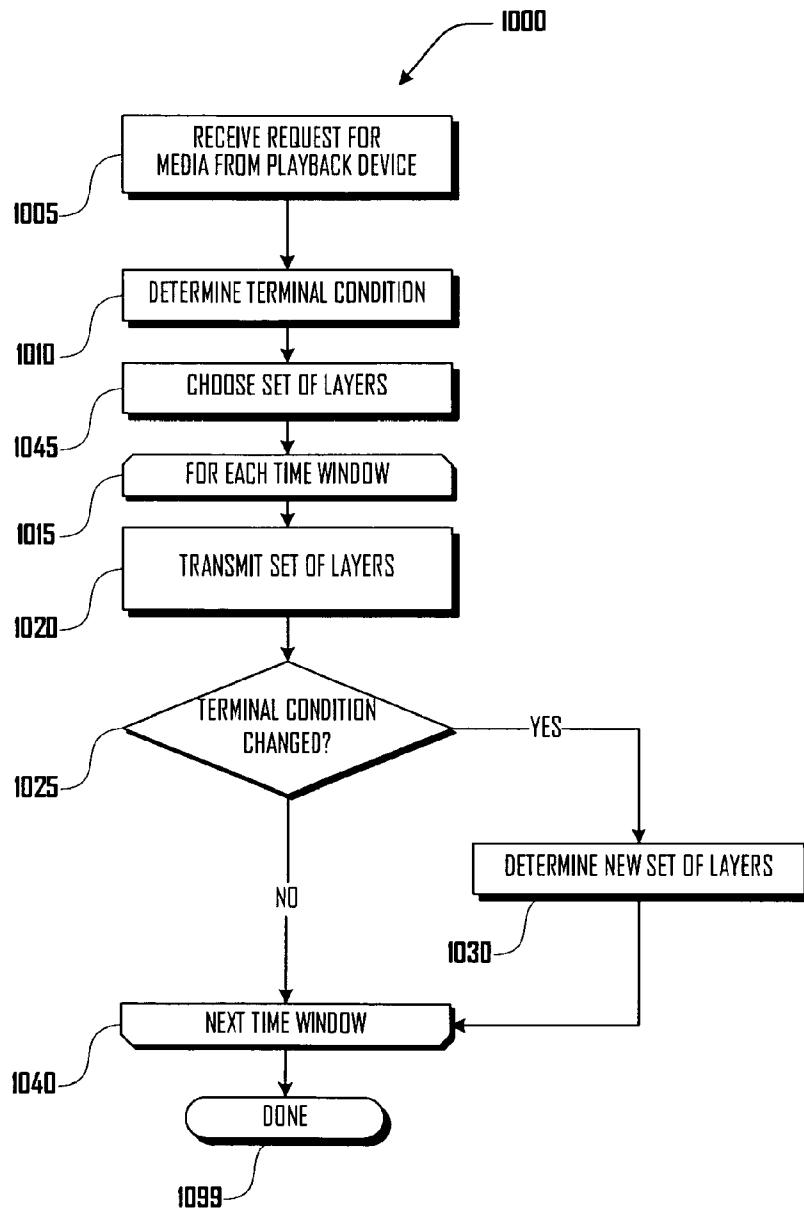 1000
RECEIVE REQUEST FOR
MEDIA FROM PLAYBACK DEVICE
1005
DETERMINE TERMINAL CONDITION
1010
CHOOSE SET OF LAYERS
1045
FOR EACH TIME WINDOW
1015
TRANSMIT SET OF LAYERS
1020
TERMINAL CONDITION
CHANGED?
YES
1025
DETERMINE NEW SET OF LAYERS
NO
1030
NEXT TIME WINDOW
1040
DONE
1099